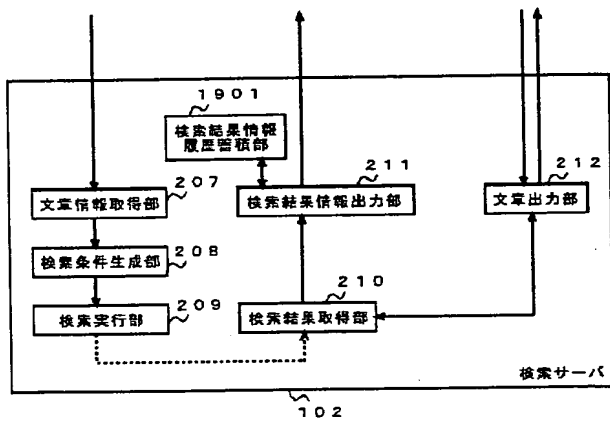 1901
検索結果情報
履歴蓄積部
211
212
207
文章情報取得部
検索結果情報出力部
文章出力部
208
検索条件生成部
210
209
検索実行部
検索結果取得部
検索サーバ
102